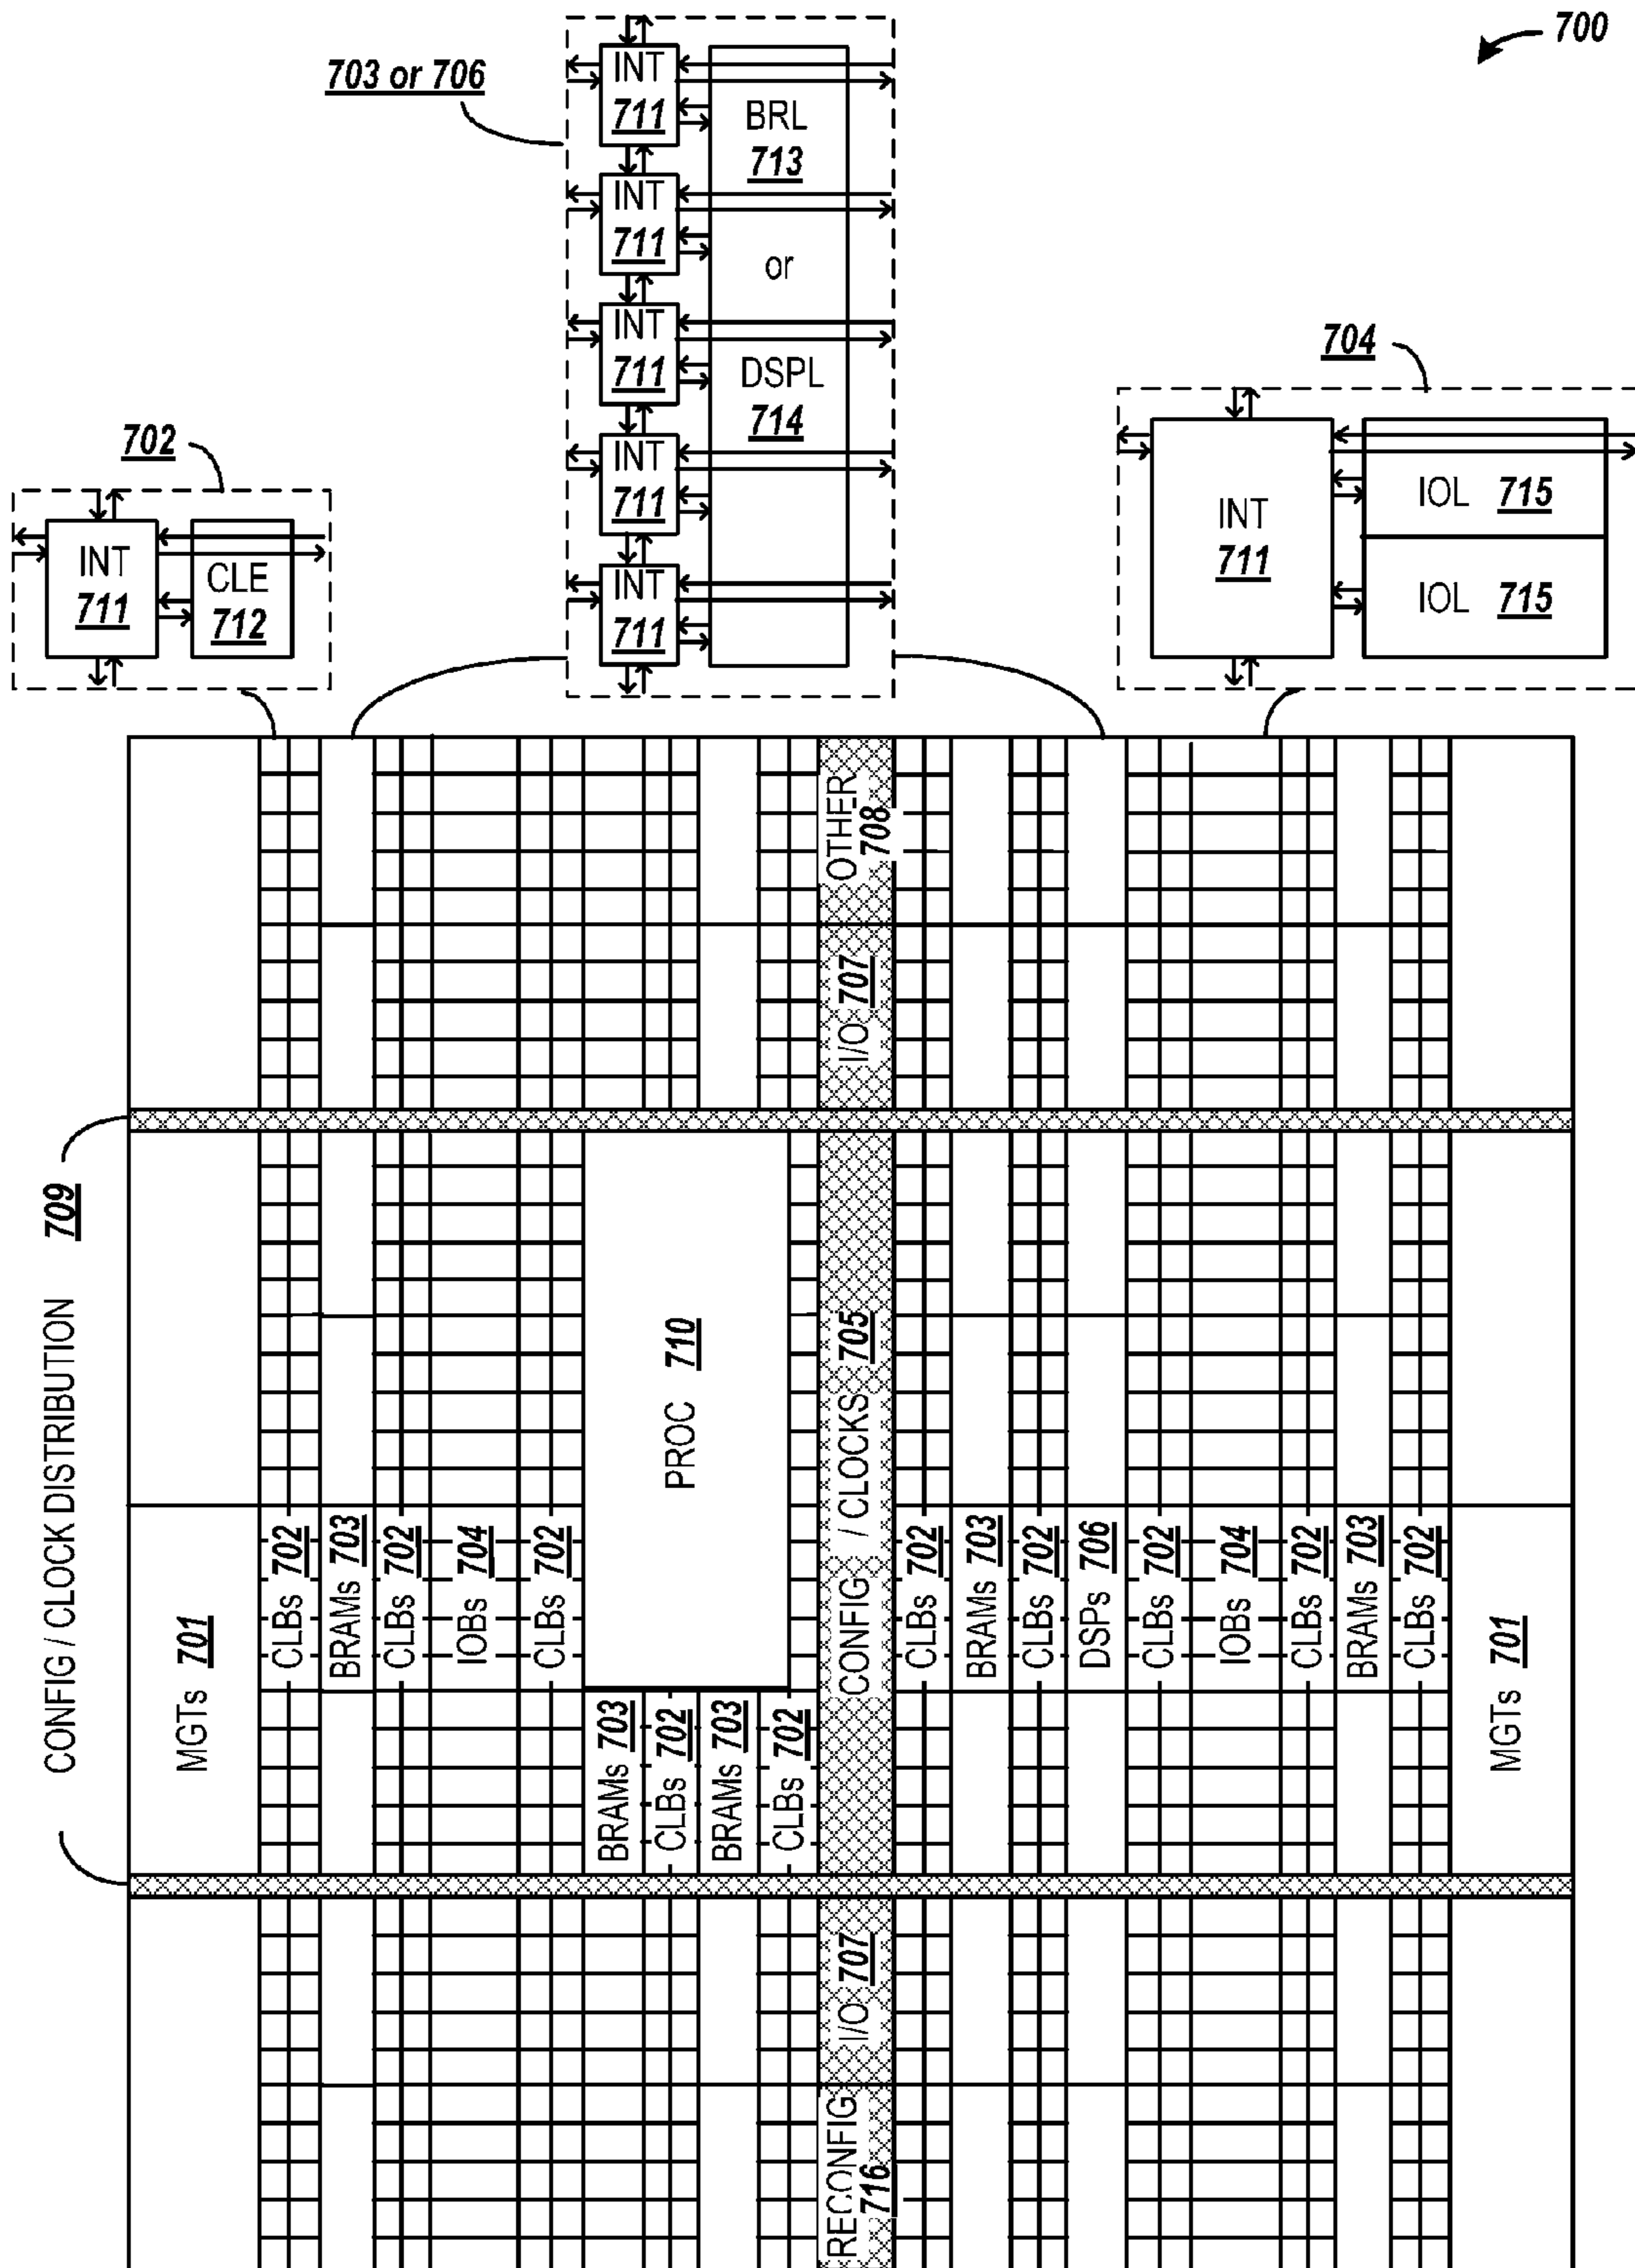 700
703 or 706
INT
711
INT
711
INT
711
INT
711
INT
711
BRL
713
or
DSPL
714
704
INT
711
IOL 715
IOL 715
702
INT
711
CLE
712
CONFIG / CLOCK DISTRIBUTION 709
OTHER
708
I/O 707
PROC 710
CONFIG / CLOCKS 705
MGTs 701
CLBs 702
BRAMs 703
CLBs 702
IOBs 704
CLBs 702
BRAMs 703
CLBs 702
BRAMs 703
CLBs 702
CLBs 702
BRAMs 703
CLBs 702
DSPs 706
CLBs 702
IOBs 704
CLBs 702
BRAMs 703
CLBs 702
MGTs 701
I/O 707
RECONFIG
716